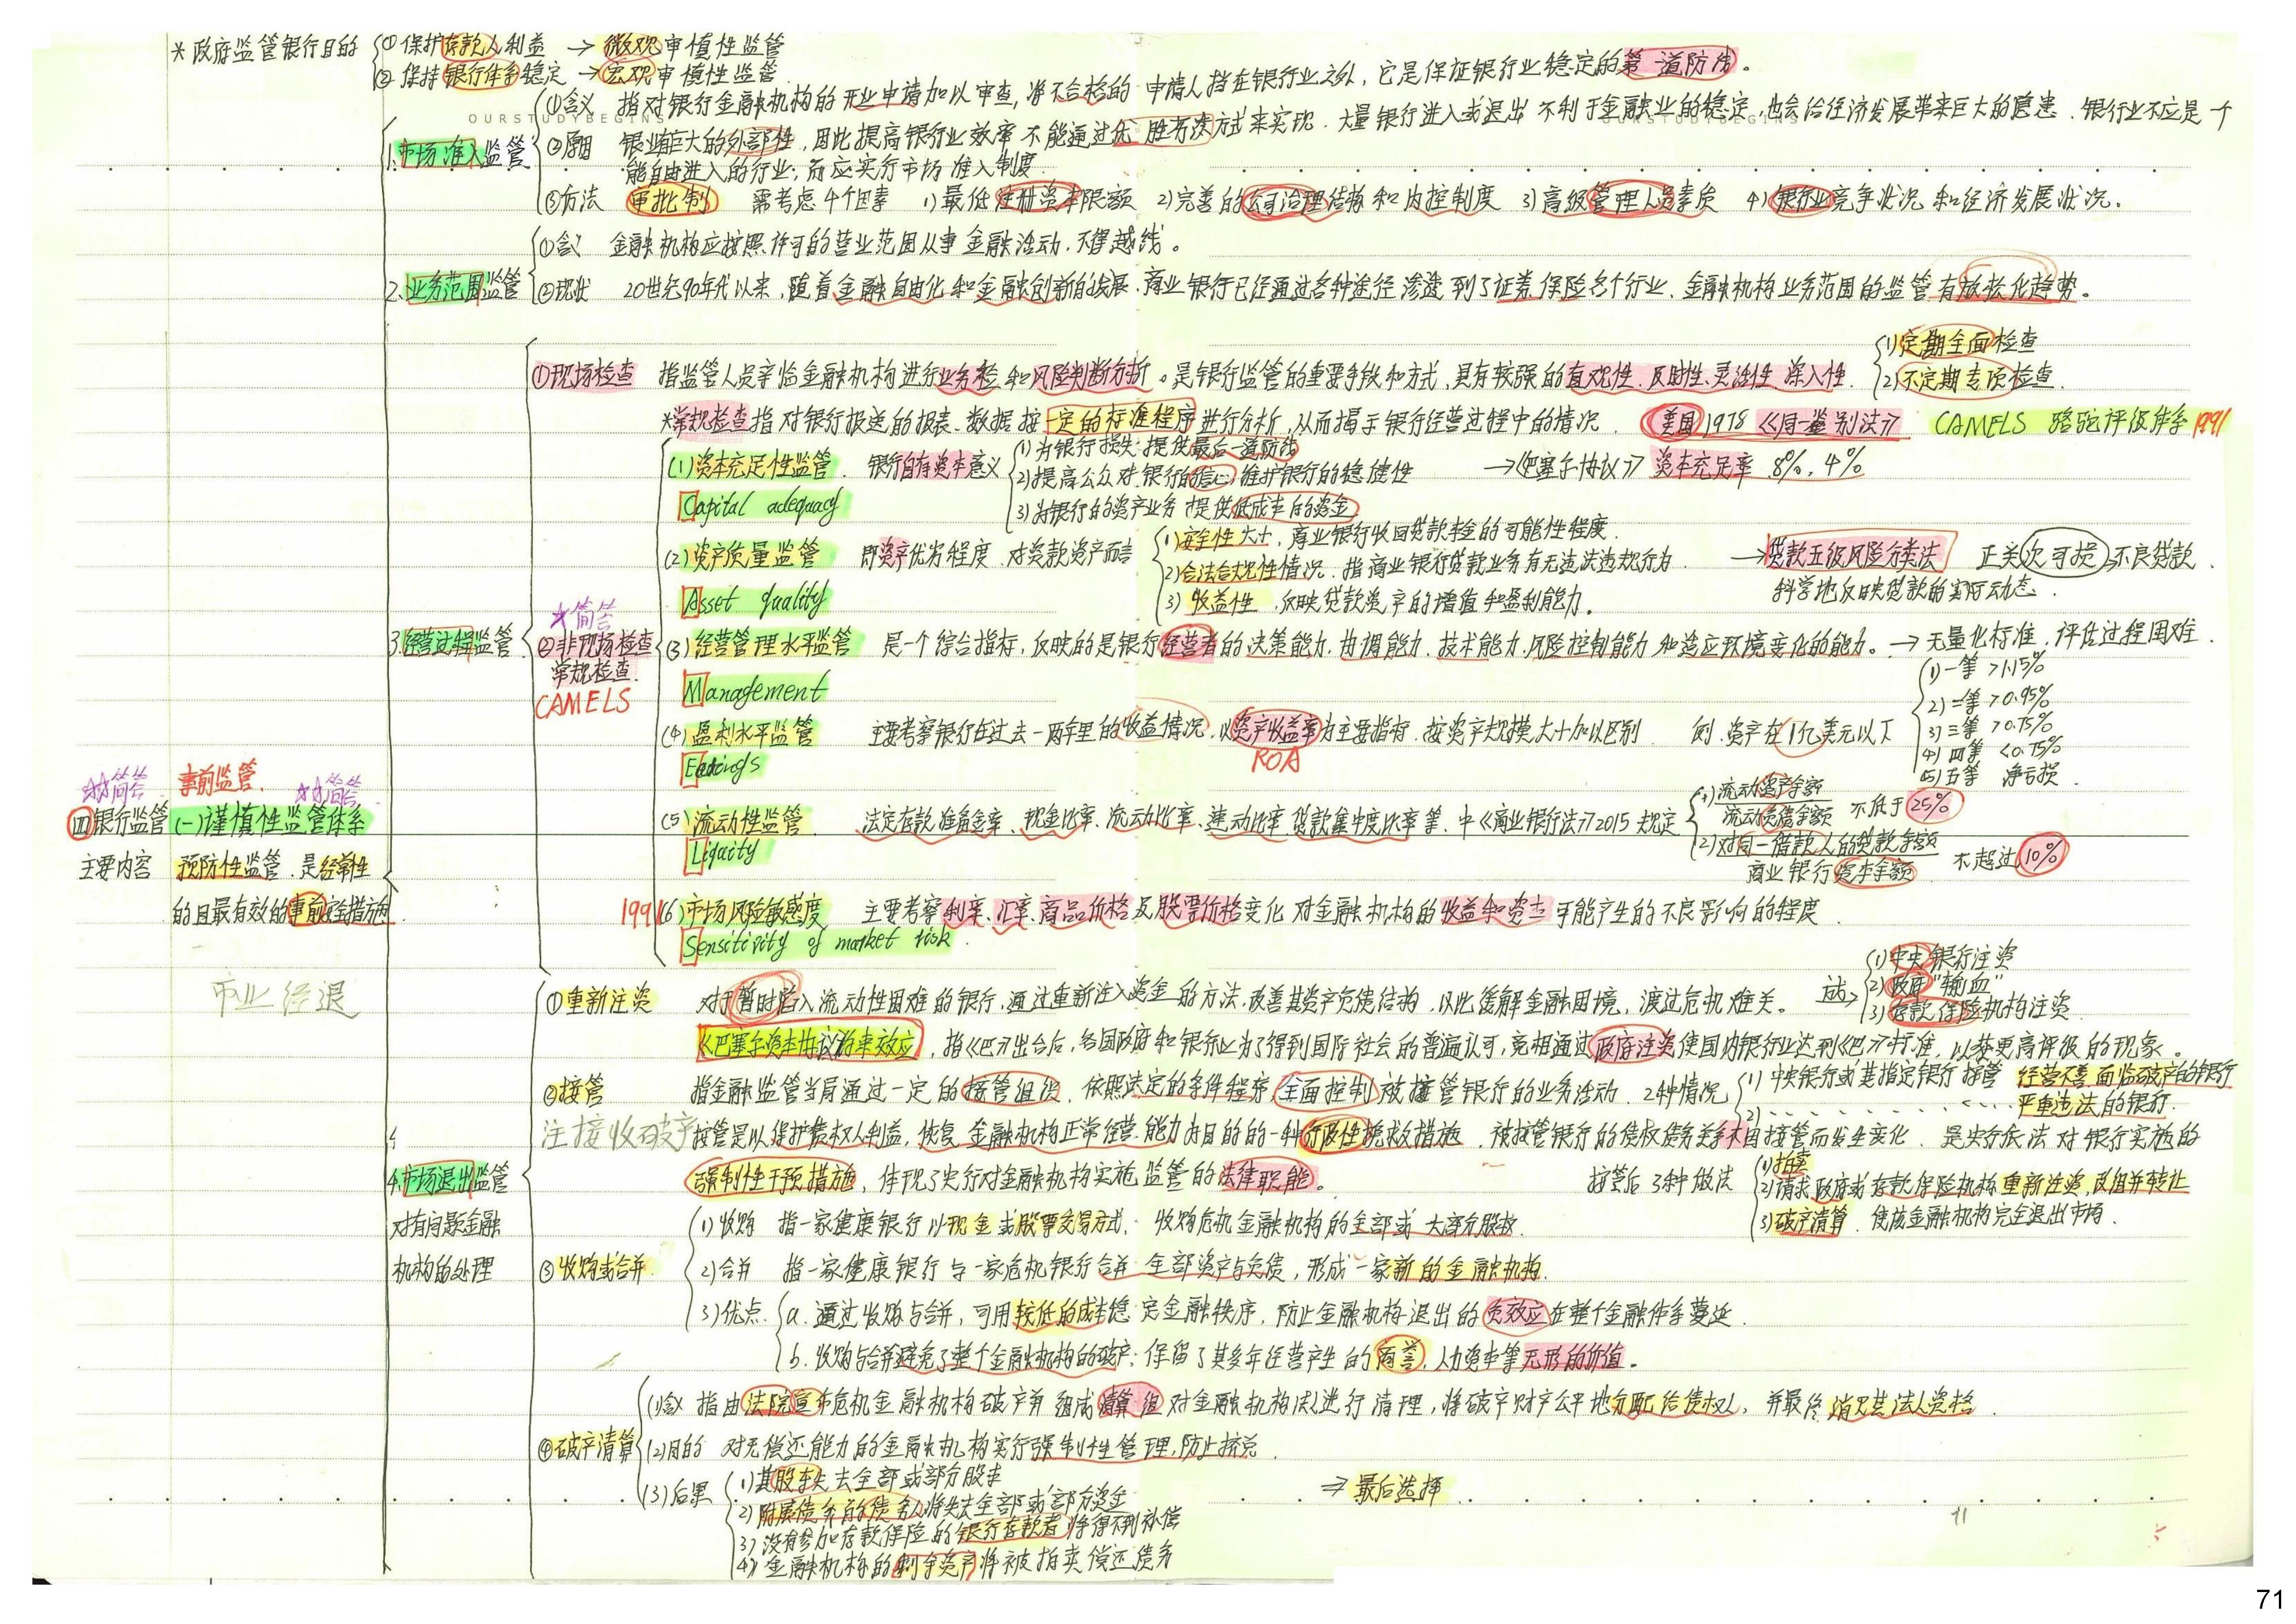 * 政府监管银行目的 ① 保护存款人利益 → 微观审慎性监管
② 保持银行体系稳定 → 宏观审慎性监管
OURSTUDYBEGINS
OURSTUDYBEGINS
1. 市场准入监管
① 含义 指对银行金融机构的开业申请加以审查,将不合格的申请人挡在银行业之外,它是保证银行业稳定的第一道防线。
② 原因 银业有巨大的外部性,因此提高银行业效率不能通过优胜劣汰方式来实现.大量银行进入或退出不利于金融业的稳定,也会给经济发展带来巨大的隐患.银行业不应是一个
能自由进入的行业;而应实行市场准入制度.
③ 方法 审批制 需考虑4个因素 1)最低注册资本限额 2)完善的公司治理结构和内控制度 3)高级管理人员素质 4)银行业竞争状况和经济发展状况.
2. 业务范围监管
① 含义 金融机构应按照许可的营业范围从事金融活动.不得越线。
② 现状 20世纪90年代以来,随着金融自由化和金融创新的发展.商业银行已经通过各种途径渗透到了证券保险各个行业.金融机构业务范围的监管有放松化趋势。
3. 经营过程监管
① 现场检查 指监管人员亲临金融机构进行业务检和风险判断分析。是银行监管的重要手段和方式,具有较强的直观性、及时性、灵活性 深入性.
(1) 定期全面检查
(2) 不定期专项检查.
*常规检查指对银行报送的报表、数据按一定的标准程序进行分析,从而揭示银行经营过程中的情况. 美国1978《同一鉴别法》 CAMELS 骆驼评级体系 1991
☆简答
② 非现场检查
常规检查.
CAMELS
(1) 资本充足性监管. 银行自有资本意义
Capital adequacy
(1) 为银行损失提供最后一道防线
2)提高公众对银行的信心,维护银行的稳健性
3) 为银行的资产业务提供低成本的资金
→《巴塞尔协议》 资本充足率 8%, 4%
(2) 资产质量监管 即资产优劣程度.对贷款资产而言
Asset quality
1)安全性大小,商业银行收回贷款本金的可能性程度.
2)合法合规性情况.指商业银行贷款业务有无违法违规行为.
3) 收益性 反映贷款资产的增值和盈利能力.
→贷款五级风险分类法 正关次可损→不良贷款.
科学地反映贷款的实际动态.
(3) 经营管理水平监管 是一个综合指标,反映的是银行经营者的决策能力.协调能力.技术能力.风险控制能力和适应环境变化的能力。→ 无量化标准,评估过程困难.
Management
(4) 盈利水平监管 主要考察银行在过去一两年里的收益情况,以资产收益率为主要指标.按资产规模大小加以区别 例.资产在1亿美元以下
ROA
(1) 一等 >1.15%
2) 二等 >0.95%
3) 三等 >0.75%
(4) 四等 <0.75%
(5) 五等 净亏损.
(5) 流动性监管 法定存款准备金率、现金比率、流动比率、速动比率.贷款集中度比率等.中《商业银行法》2015规定
(1) 流动资产余额
流动负债余额 不低于25%
(2) 对同一借款人的贷款余额
商业银行资本余额 不超过10%
1991 (6) 市场风险敏感度 主要考察利率、汇率、商品价格及股票价格变化对金融机构的收益和资本可能产生的不良影响的程度.
Sensitivity of market risk
☆简答 事前监管. ☆简答
四 银行监管 (一) 谨慎性监管体系
主要内容 预防性监管.是经常性
的且最有效的事前安全措施
市业经退
4. 市场退出监管
对有问题金融
机构的处理
① 重新注资 对于暂时陷入流动性困难的银行,通过重新注入资金的方法,改善其资产负债结构,以此缓解金融困境,渡过危机难关。
(1) 中央银行注资
2) 政府“输血”
3) 存款保险机构注资.
《巴塞尔资本协议》约束效应,指《巴》出台后,各国政府和银行业为了得到国际社会的普遍认可,竞相通过政府注资使国内银行业达到《巴》标准,以获更高评级的现象。
② 接管 指金融监管当局通过一定的接管组织,依照法定的条件程序,全面控制被接管银行的业务活动.2种情况
1) 中央银行或其指定银行接管 经营不善面临破产的银行
2) . . . . . . 严重违法的银行.
注接收破产
接管是以保护债权人利益,恢复金融机构正常经营能力为目的的一种行政性挽救措施.被接管银行的债权债务关系不因接管而发生变化.是央行依法对银行实施的
强制性干预措施,体现了央行对金融机构实施监管的法律职能。
接管后3种做法
(1) 拍卖
(2) 请求政府或存款保险机构重新注资,改组并转让
(3) 破产清算.使该金融机构完全退出市场.
③ 收购或合并
1) 收购 指一家健康银行以现金或股票交易方式.收购危机金融机构的全部或大部分股权.
2) 合并 指一家健康银行与一家危机银行合并全部资产与负债,形成一家新的金融机构.
3) 优点 a. 通过收购与合并,可用较低的成本稳定金融秩序,防止金融机构退出的负效应在整个金融体系蔓延.
b. 收购与合并避免了整个金融机构的破产;保留了其多年经营产生的商誉,人力资本等无形的价值。
④ 破产清算
(1) 含义 指由法院宣布危机金融机构破产并组成清算组对金融机构法进行清理,将破产财产公平地分配给债权人,并最终消灭其法人资格.
(2) 目的 对无偿还能力的金融机构实行强制性管理,防止挤兑.
(3) 后果
1) 其股东失去全部或部分股本
2) 附属债务的债务人将失去全部或部分资金
3) 没有参加存款保险的银行存款者将得不到补偿
4) 金融机构的剩余资产将被拍卖偿还债务
⇒ 最后选择
71
71